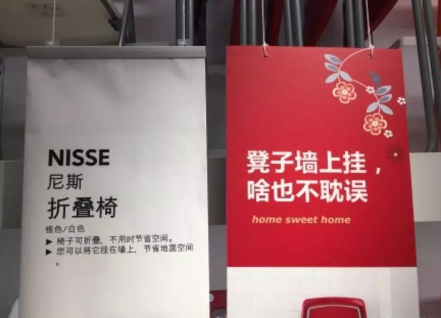 NISSE
尼斯
折叠椅
银色/白色
▶ 椅子可折叠，不用时节省空间。
▶ 您可以将它挂在墙上，节省地面空间
。
凳子墙上挂，
啥也不耽误
home sweet home